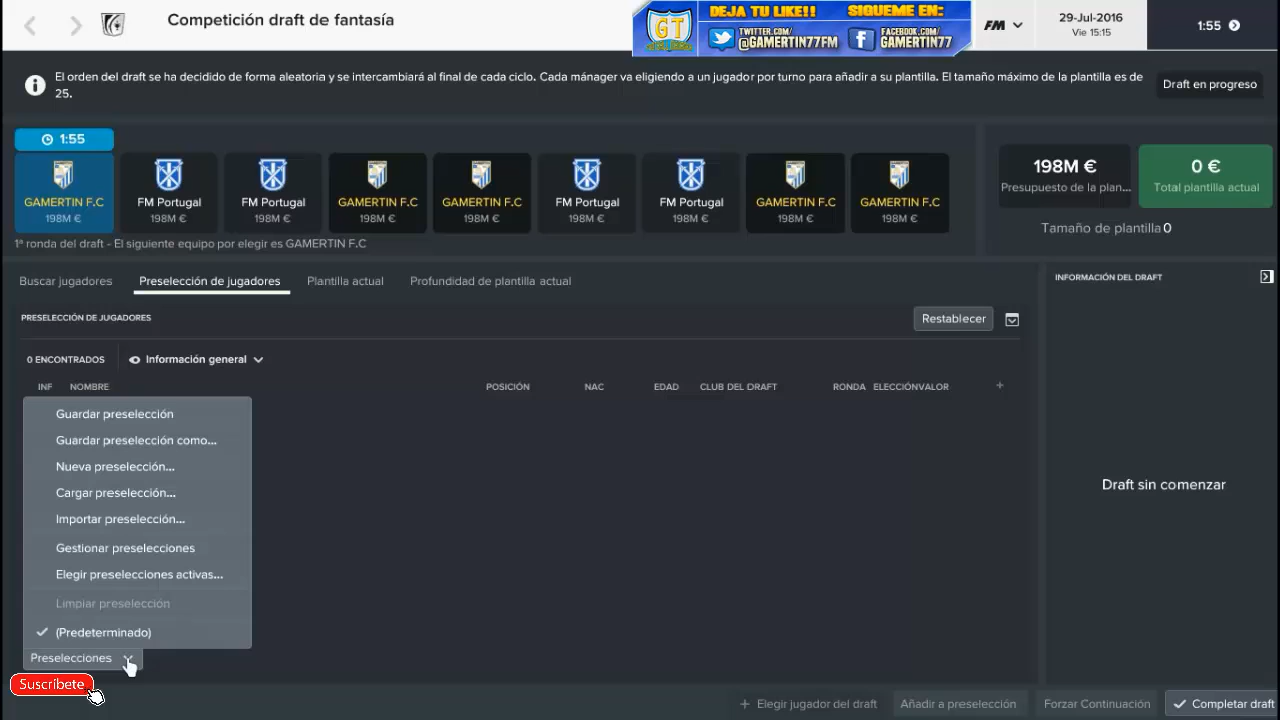 Competición draft de fantasía
GT
DEJA TU LIKE!!
SIGUEME EN:
TWITTER.COM/
@GAMERTIN77FM
FACEBOOK.COM/
@GAMERTIN77
FM
29-Jul-2016
Vie 15:15
1:55
El orden del draft se ha decidido de forma aleatoria y se intercambiará al final de cada ciclo. Cada mánager va eligiendo a un jugador por turno para añadir a su plantilla. El tamaño máximo de la plantilla es de
25.
Draft en progreso
1:55
GAMERTIN F.C
198M €
FM Portugal
198M €
FM Portugal
198M €
GAMERTIN F.C
198M €
GAMERTIN F.C
198M €
FM Portugal
198M €
FM Portugal
198M €
GAMERTIN F.C
198M €
GAMERTIN F.C
198M €
198M €
Presupuesto de la plan...
0 €
Total plantilla actual
Tamaño de plantilla 0
1ª ronda del draft - El siguiente equipo por elegir es GAMERTIN F.C
Buscar jugadores
Preselección de jugadores
Plantilla actual
Profundidad de plantilla actual
INFORMACIÓN DEL DRAFT
PRESELECCIÓN DE JUGADORES
Restablecer
0 ENCONTRADOS
Información general
INF NOMBRE POSICIÓN NAC EDAD CLUB DEL DRAFT RONDA ELECCIÓN VALOR +
Guardar preselección
Guardar preselección como...
Nueva preselección...
Cargar preselección...
Importar preselección...
Gestionar preselecciones
Elegir preselecciones activas...
Limpiar preselección
(Predeterminado)
Preselecciones
Draft sin comenzar
Suscríbete
+ Elegir jugador del draft
Añadir a preselección
Forzar Continuación
Completar draft